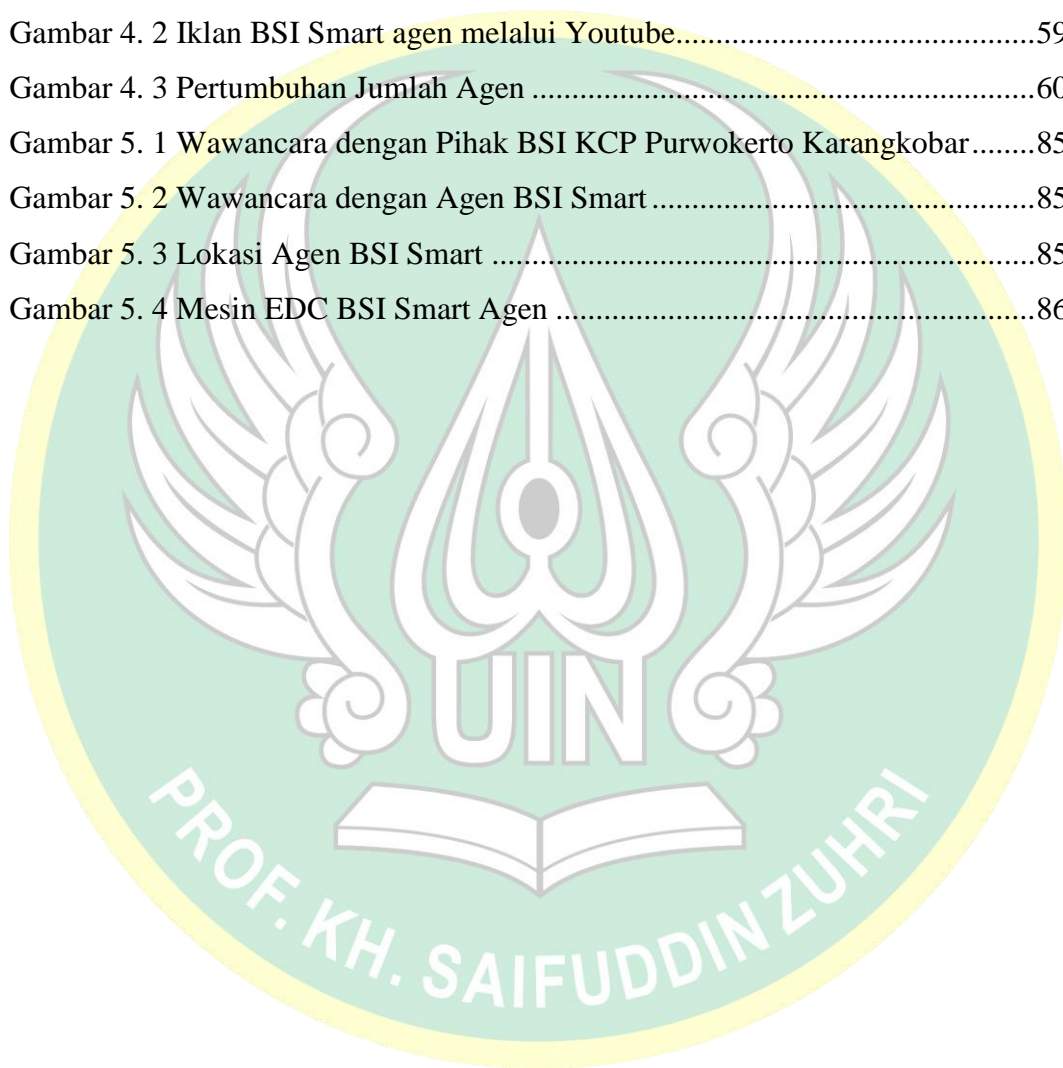 Gambar 4. 2 Iklan BSI Smart agen melalui Youtube....................................59
Gambar 4. 3 Pertumbuhan Jumlah Agen ....................................................60
Gambar 5. 1 Wawancara dengan Pihak BSI KCP Purwokerto Karangkobar........85
Gambar 5. 2 Wawancara dengan Agen BSI Smart.......................................85
Gambar 5. 3 Lokasi Agen BSI Smart .........................................................85
Gambar 5. 4 Mesin EDC BSI Smart Agen ..................................................86
UIN
PROF. KH. SAIFUDDIN ZUHRI